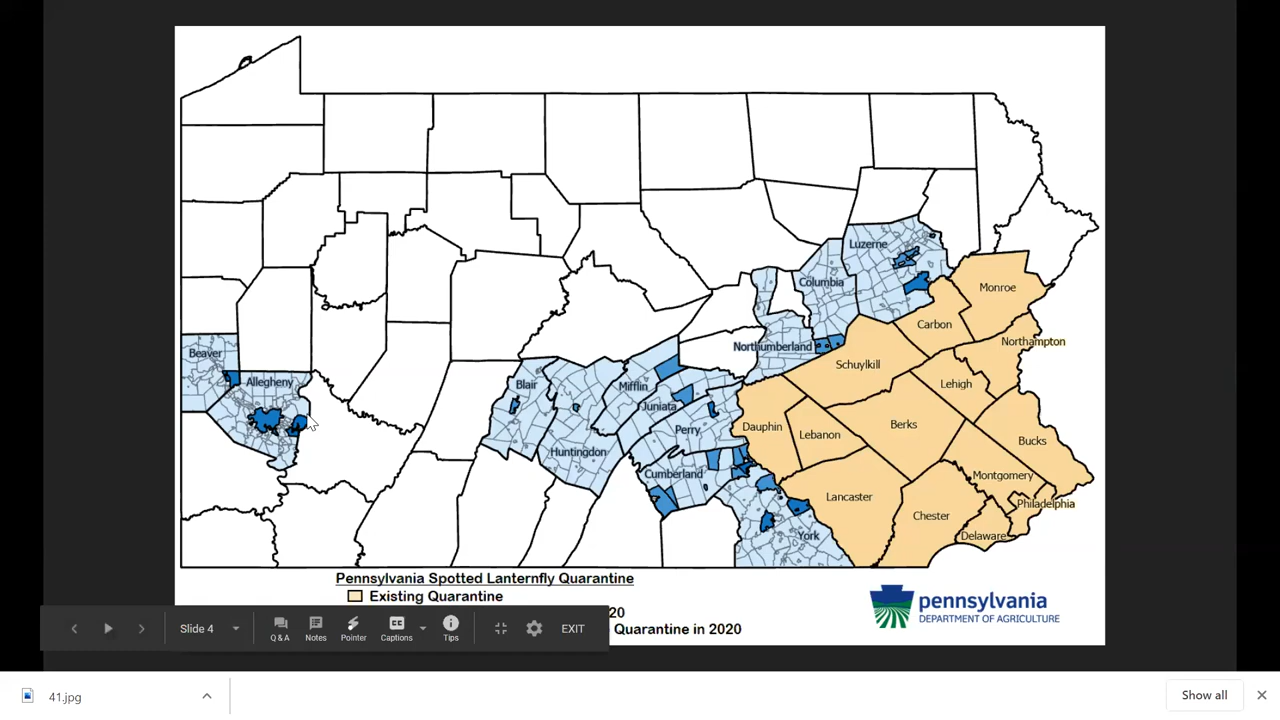 Luzerne
Columbia
Monroe
Carbon
Northampton
Northumberland
Schuylkill
Lehigh
Beaver
Allegheny
Blair
Mifflin
Juniata
Perry
Huntingdon
Cumberland
York
Dauphin
Lebanon
Berks
Bucks
Montgomery
Lancaster
Philadelphia
Chester
Delaware
Pennsylvania Spotted Lanternfly Quarantine
Existing Quarantine
20
Quarantine in 2020
pennsylvania
DEPARTMENT OF AGRICULTURE
Slide 4
Q & A
Notes
Pointer
CC
Captions
Tips
EXIT
41.jpg
Show all